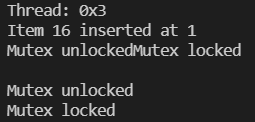 Thread: 0x3
Item 16 inserted at 1
Mutex unlockedMutex locked

Mutex unlocked
Mutex locked